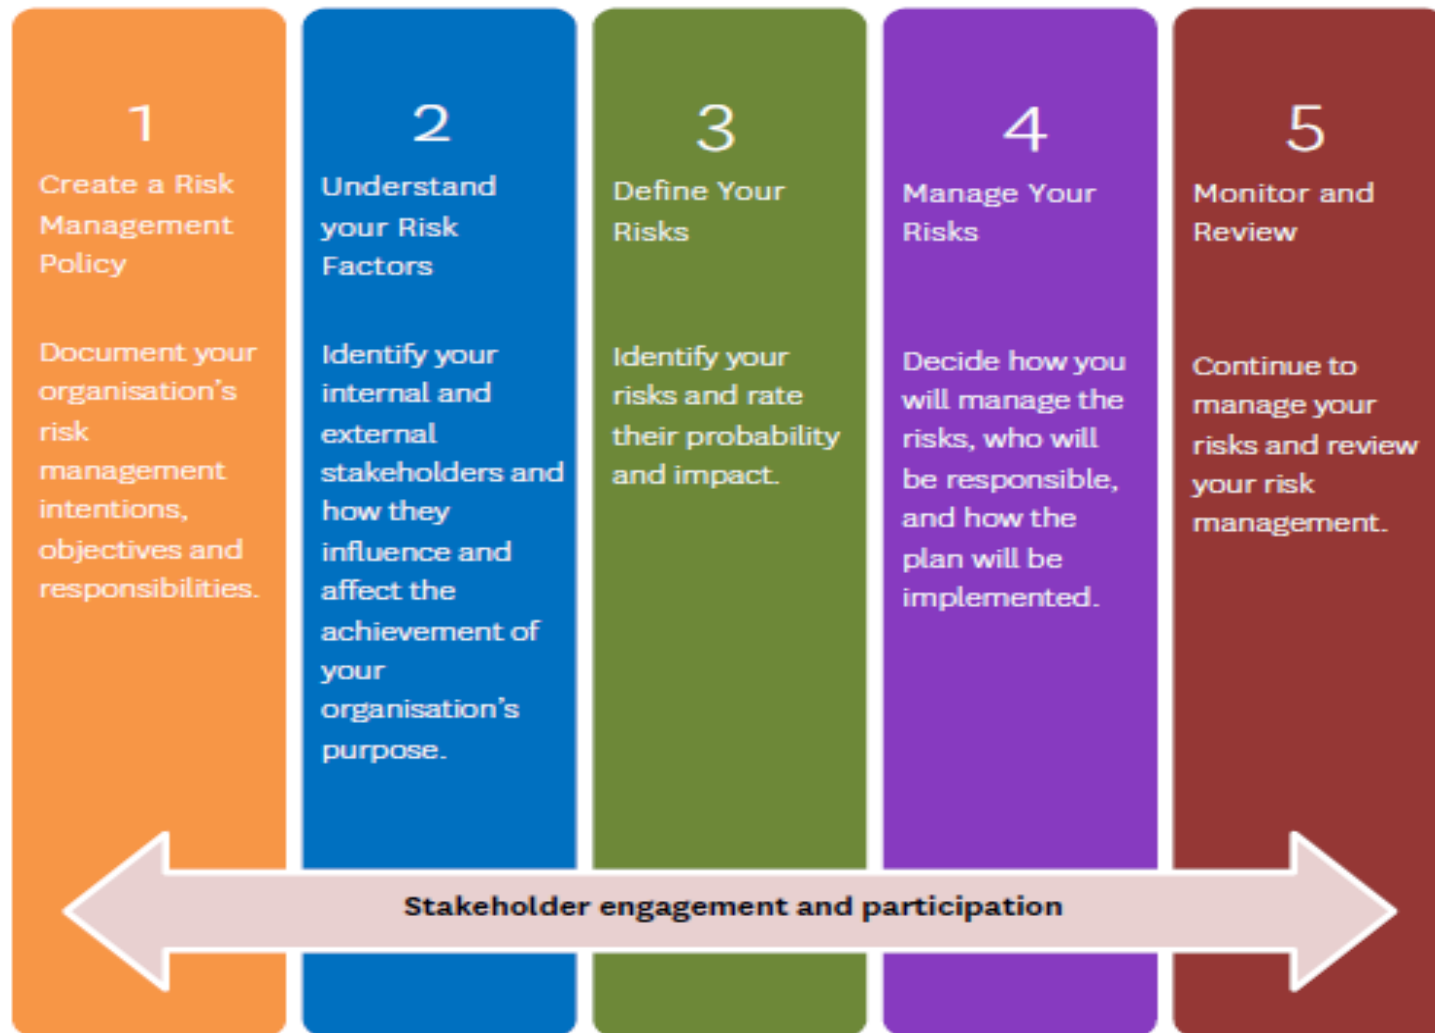 1
Create a Risk
Management
Policy
Document your
organisation's
risk
management
intentions,
objectives and
responsibilities.
2
Understand
your Risk
Factors
Identify your
internal and
external
stakeholders and
how they
influence and
affect the
achievement of
your
organisation's
purpose.
3
Define Your
Risks
Identify your
risks and rate
their probability
and impact.
4
Manage Your
Risks
Decide how you
will manage the
risks, who will
be responsible,
and how the
plan will be
implemented.
5
Monitor and
Review
Continue to
manage your
risks and review
your risk
management.
Stakeholder engagement and participation